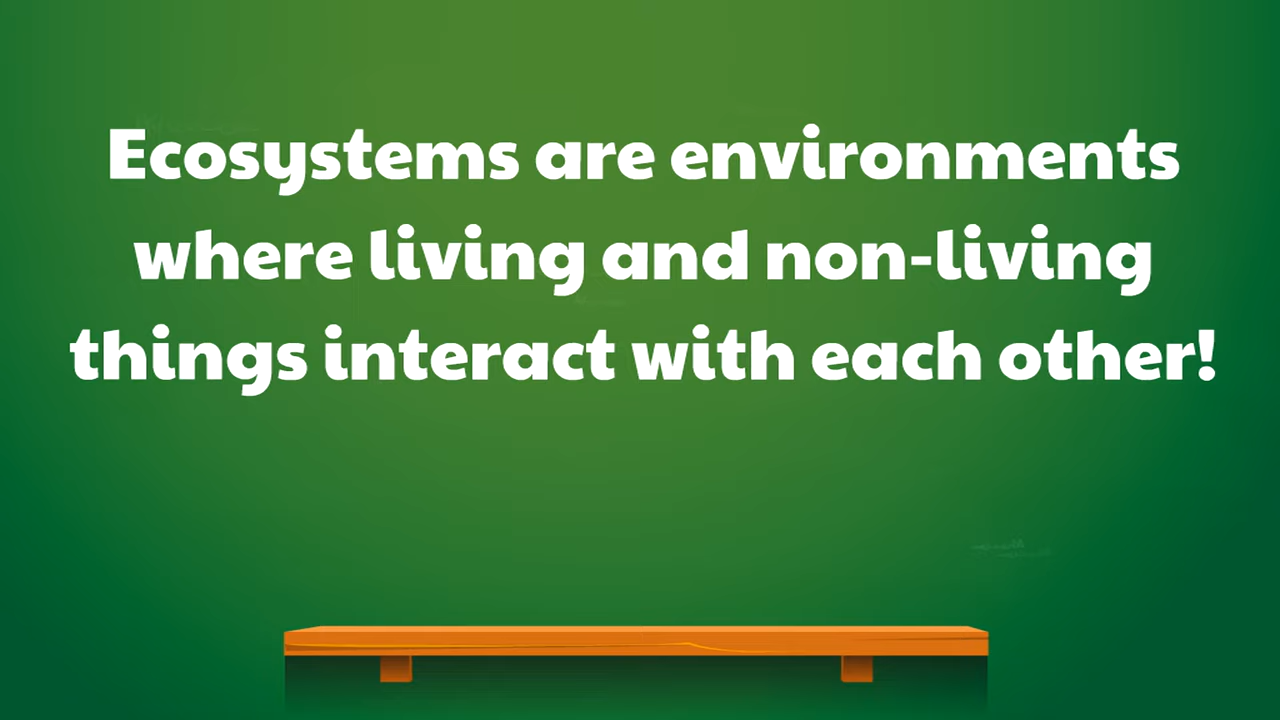 Ecosystems are environments
where living and non-living
things interact with each other!